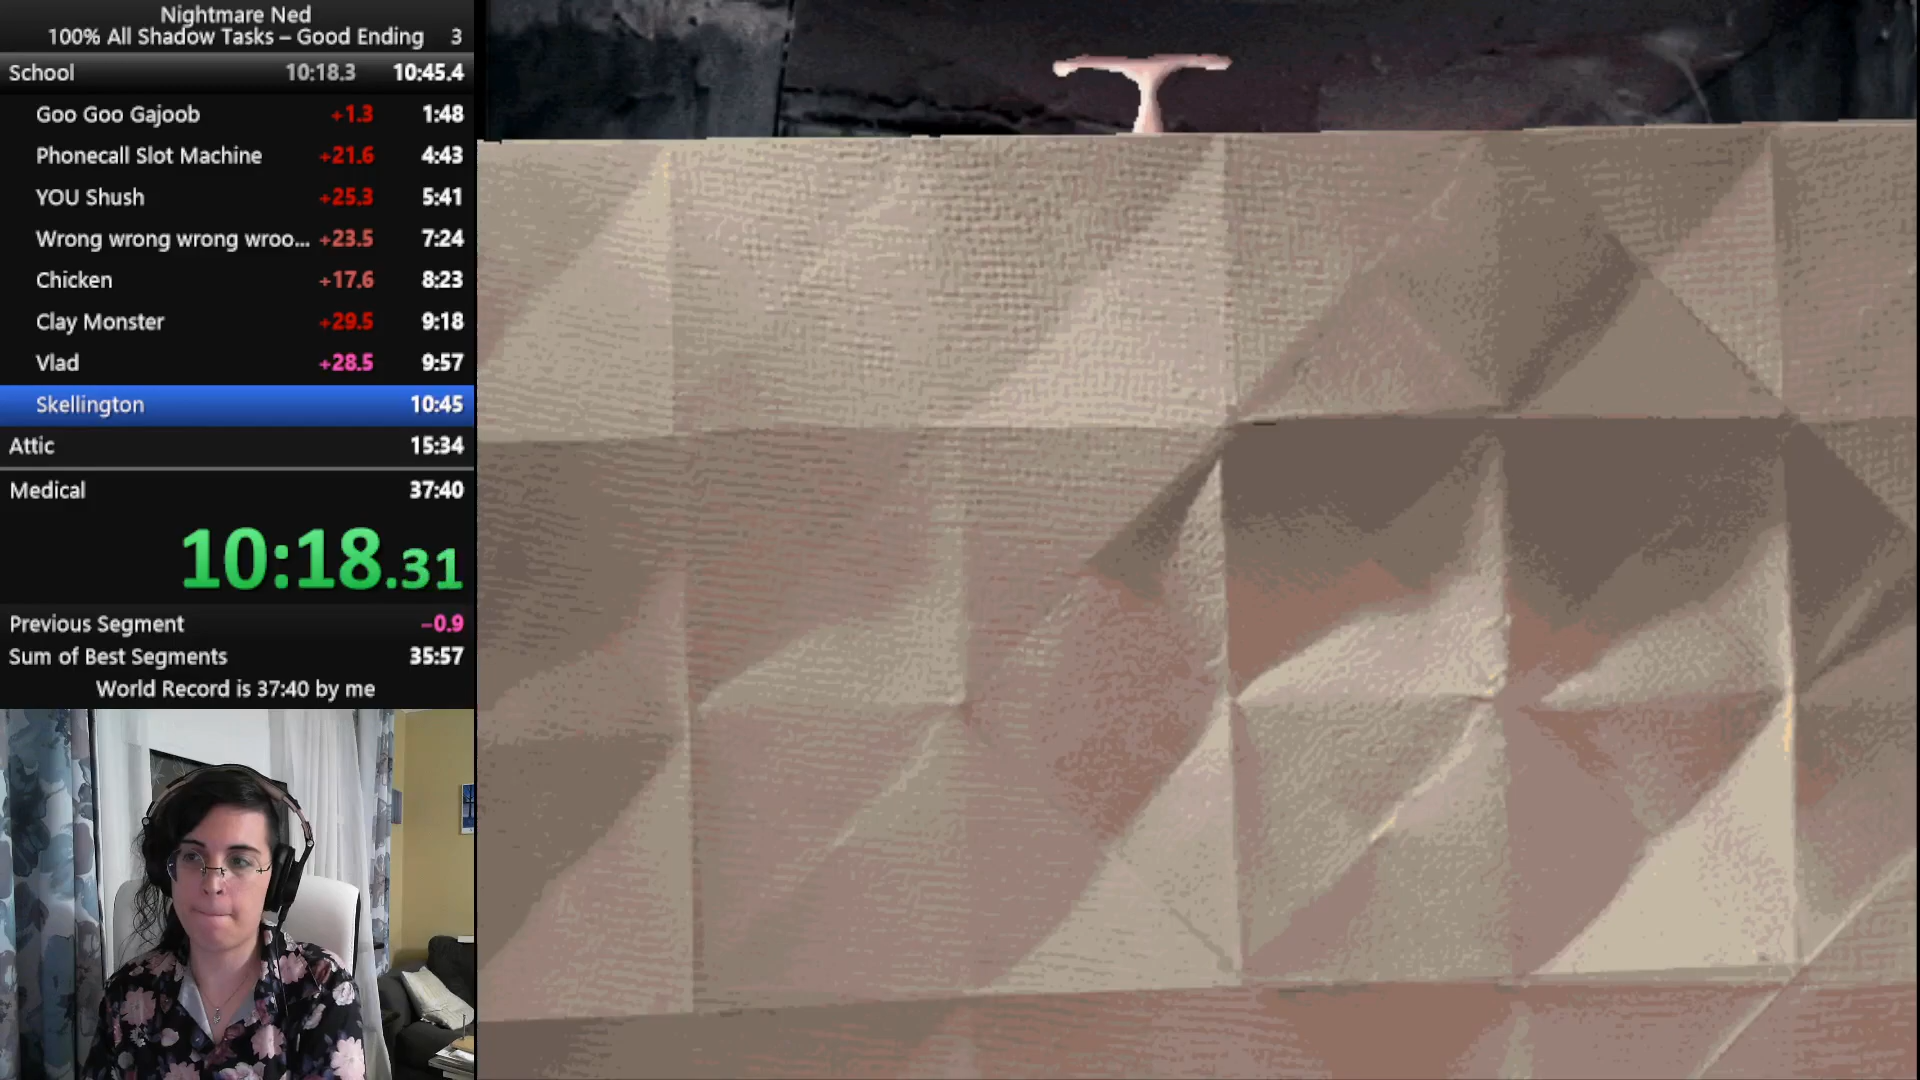 Nightmare Ned
100% All Shadow Tasks – Good Ending 3
School 10:18.3 10:45.4
Goo Goo Gajoob +1.3 1:48
Phonecall Slot Machine +21.6 4:43
YOU Shush +25.3 5:41
Wrong wrong wrong wroo... +23.5 7:24
Chicken +17.6 8:23
Clay Monster +29.5 9:18
Vlad +28.5 9:57
Skellington 10:45
Attic 15:34
Medical 37:40
10:18.31
Previous Segment −0.9
Sum of Best Segments 35:57
World Record is 37:40 by me